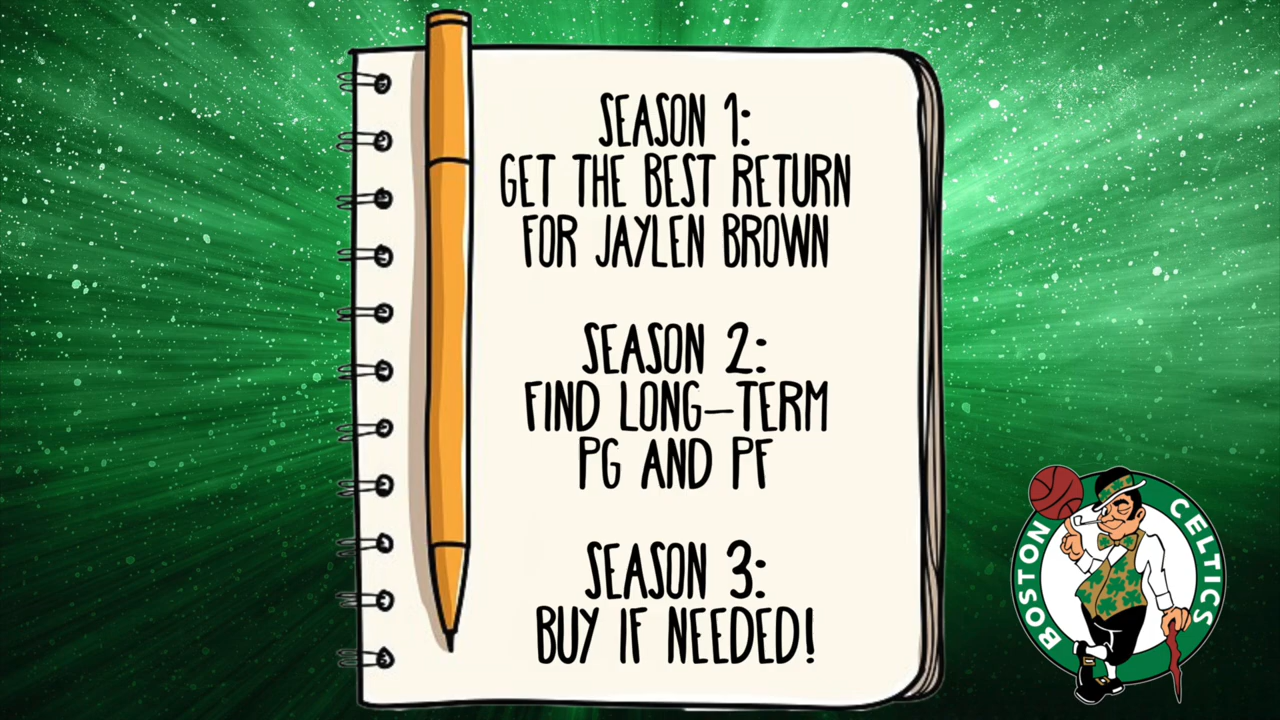 SEASON 1:
GET THE BEST RETURN
FOR JAYLEN BROWN
SEASON 2:
FIND LONG-TERM
PG AND PF
SEASON 3:
BUY IF NEEDED!
BOSTON CELTICS